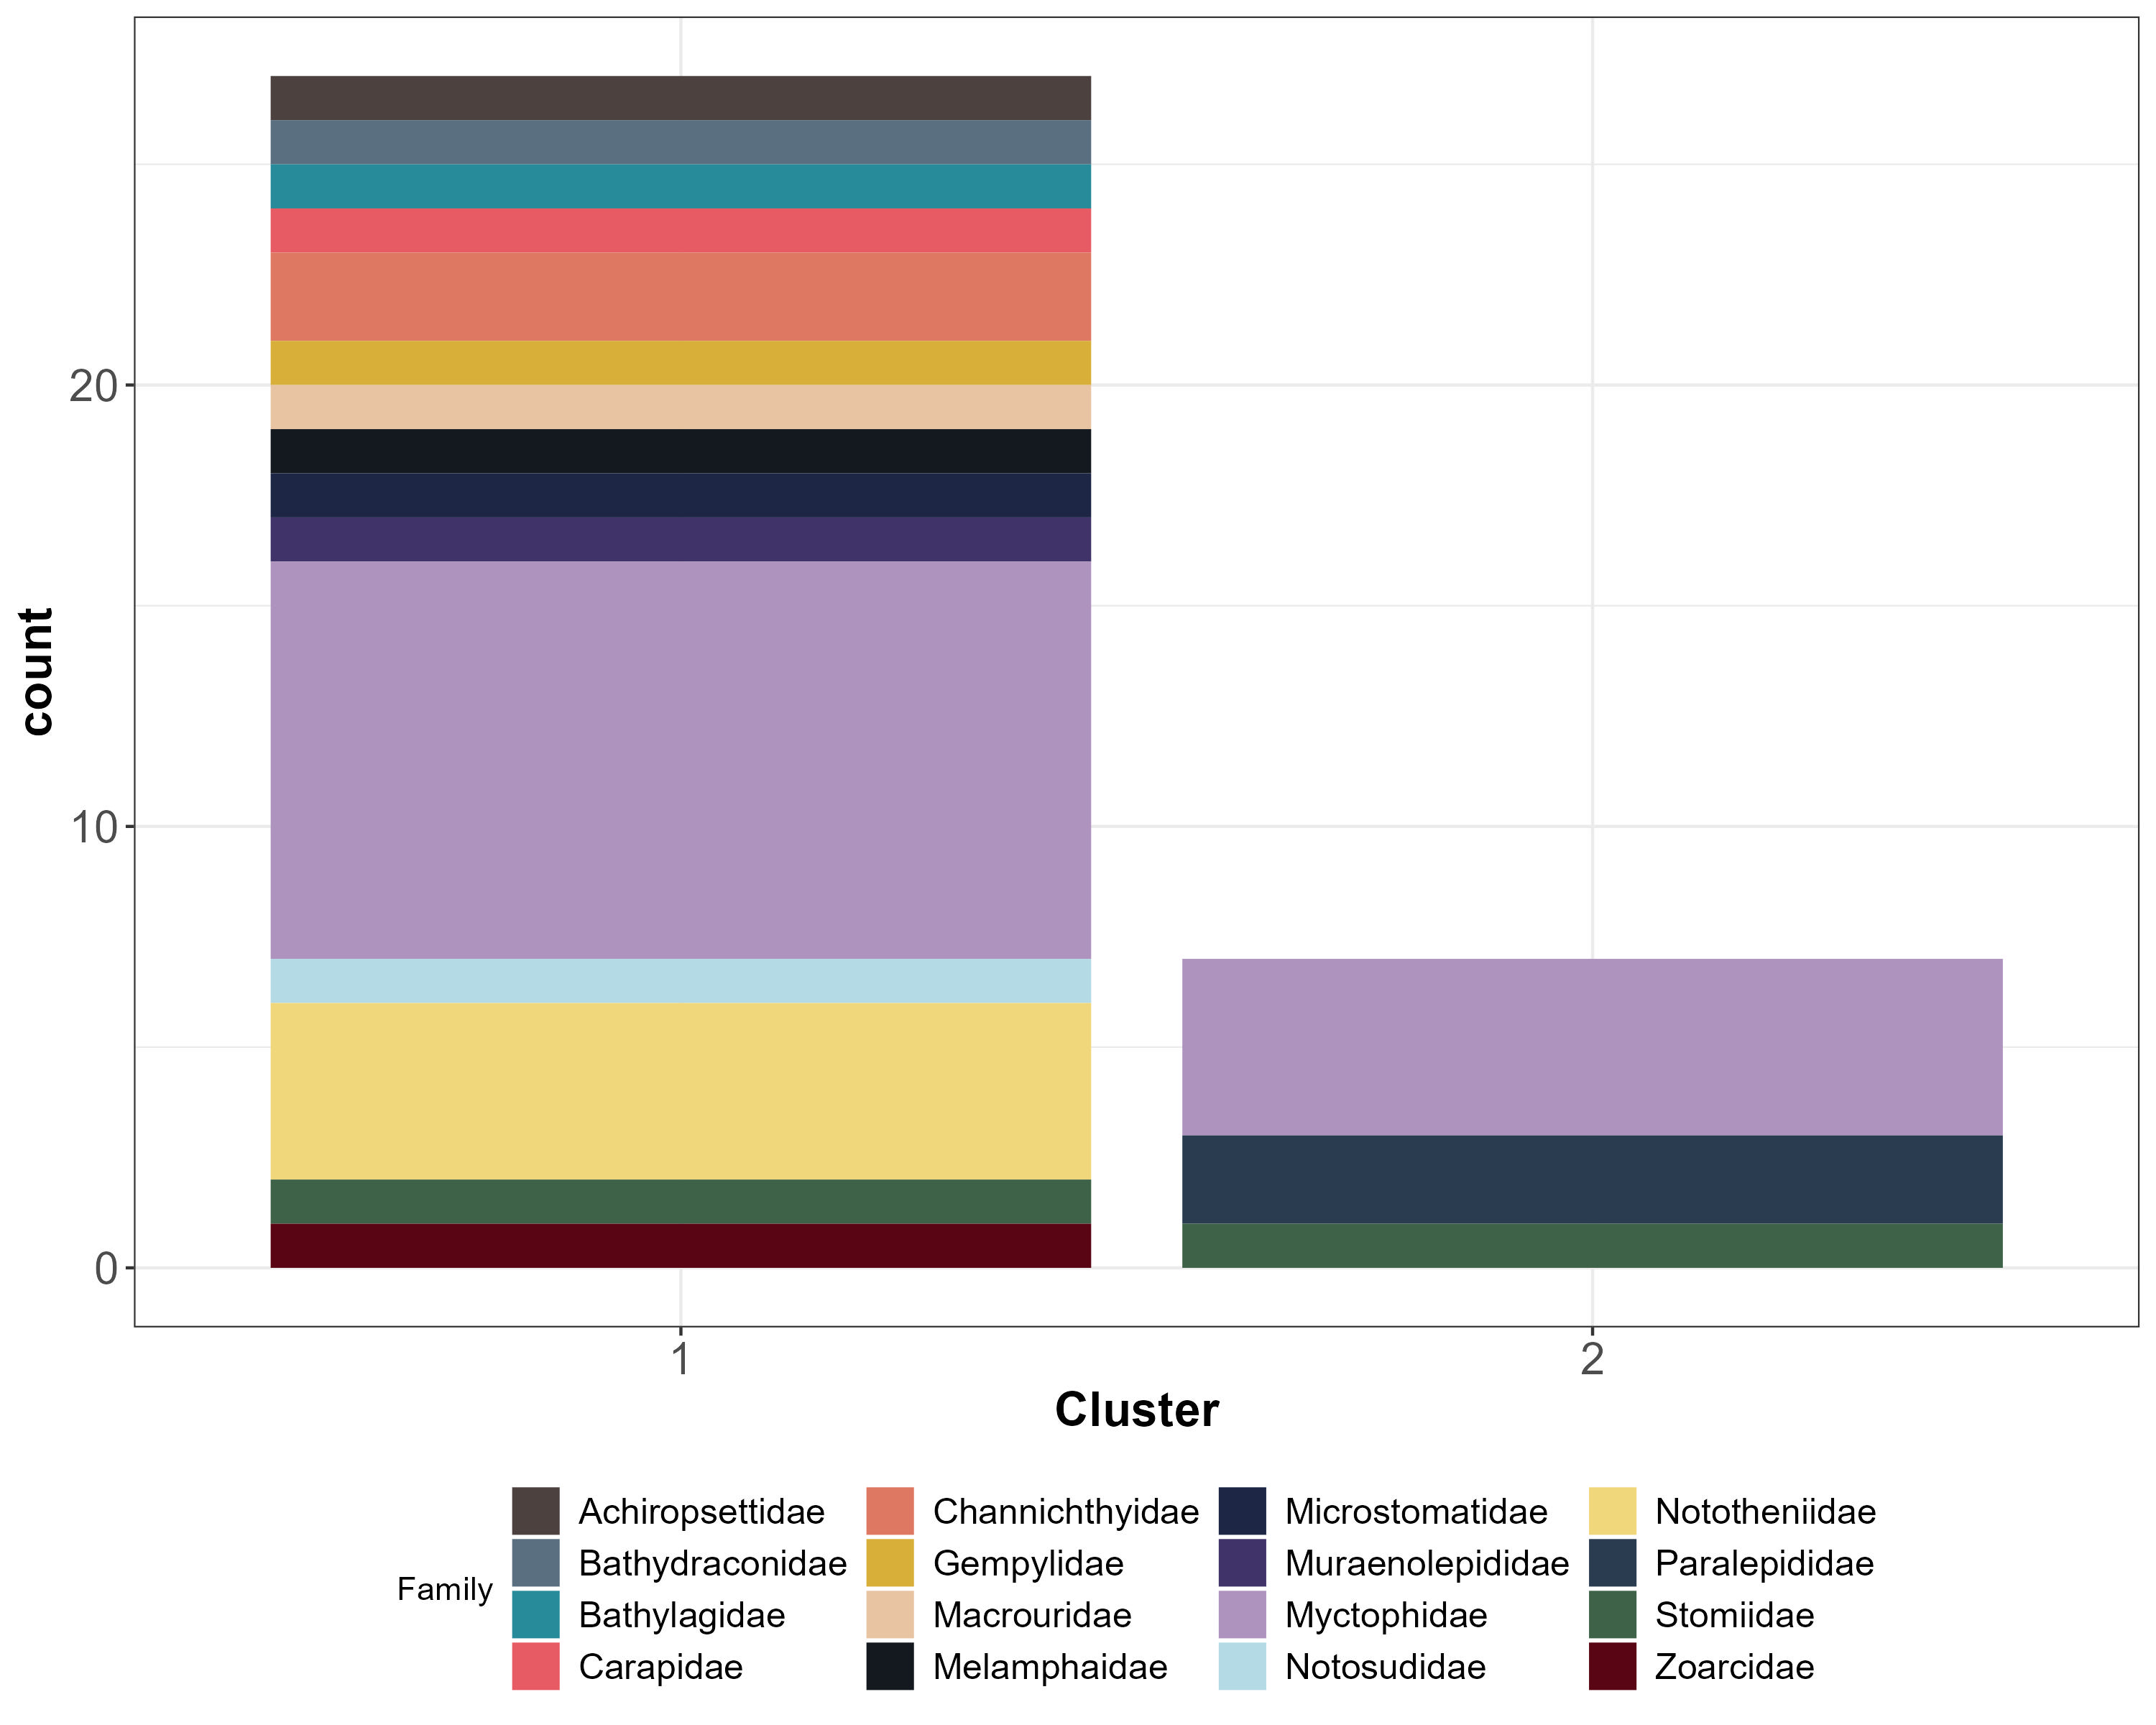 count
20
10
0
1
2
Cluster
Family
Achiropsettidae
Bathydraconidae
Bathylagidae
Carapidae
Channichthyidae
Gempylidae
Macrouridae
Melamphaidae
Microstomatidae
Muraenolepididae
Myctophidae
Notosudidae
Nototheniidae
Paralepididae
Stomiidae
Zoarcidae